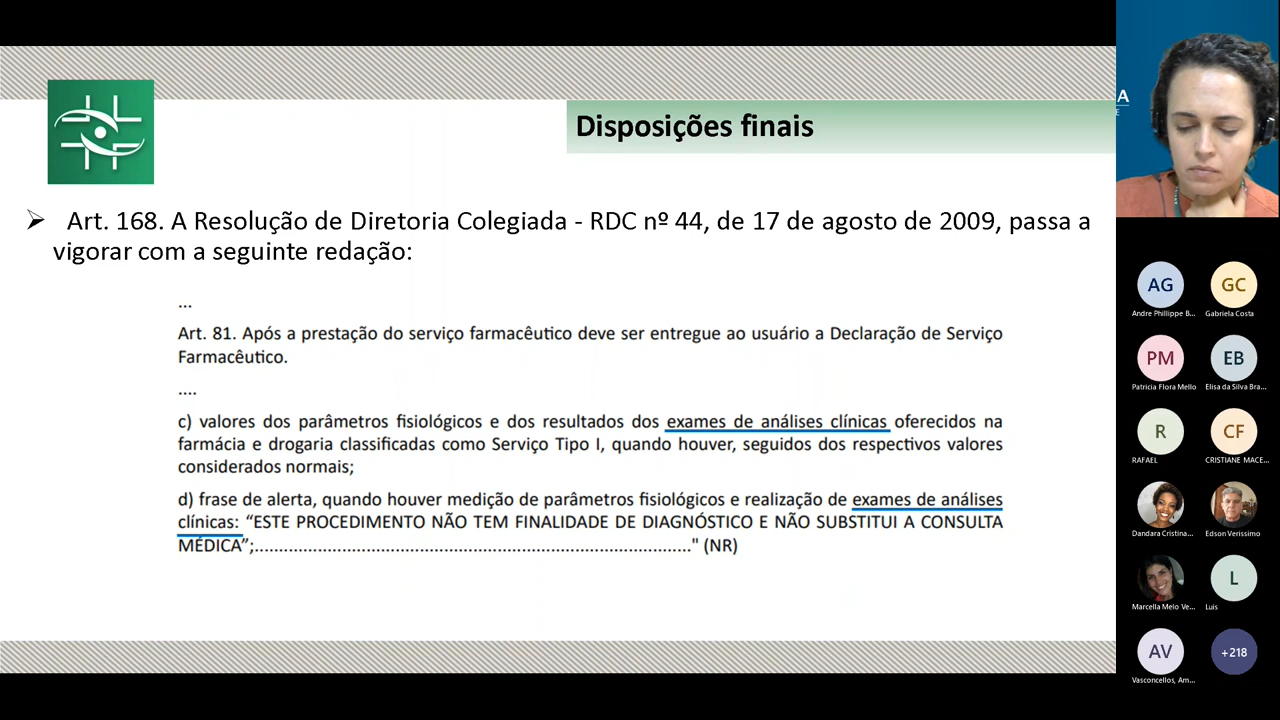 Disposições finais
Art. 168. A Resolução de Diretoria Colegiada - RDC nº 44, de 17 de agosto de 2009, passa a
vigorar com a seguinte redação:
...
Art. 81. Após a prestação do serviço farmacêutico deve ser entregue ao usuário a Declaração de Serviço
Farmacêutico.
....
c) valores dos parâmetros fisiológicos e dos resultados dos exames de análises clínicas oferecidos na
farmácia e drogaria classificadas como Serviço Tipo I, quando houver, seguidos dos respectivos valores
considerados normais;
d) frase de alerta, quando houver medição de parâmetros fisiológicos e realização de exames de análises
clínicas: “ESTE PROCEDIMENTO NÃO TEM FINALIDADE DE DIAGNÓSTICO E NÃO SUBSTITUI A CONSULTA
MÉDICA”;........................................................................................" (NR)
A
E
AG
GC
Andre Phillippe B...
Gabriela Costa
PM
EB
Patricia Flora Mello
Elisa da Silva Bra...
R
CF
RAFAEL
CRISTIANE MACE...
Dandara Cristina...
Edson Verissimo
L
Marcella Melo Ve...
Luis
AV
+218
Vasconcellos, Am...